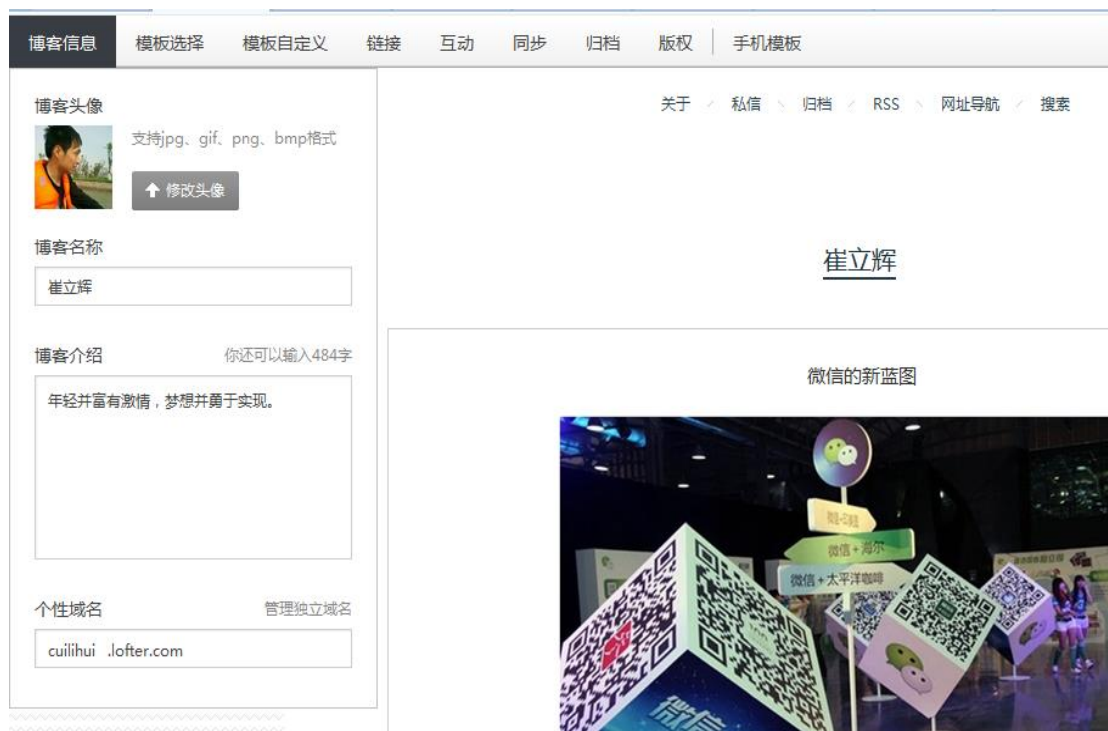 博客信息 模板选择 模板自定义 链接 互动 同步 归档 版权 手机模板
关于 私信 归档 RSS 网址导航 搜索
博客头像
支持jpg、gif、png、bmp格式
修改头像
博客名称
崔立辉
博客介绍 你还可以输入484字
年轻并富有激情，梦想并勇于实现。
个性域名 管理独立域名
cuilihui .lofter.com
崔立辉
微信的新蓝图
微信+海尔
微信+太平洋咖啡
微信